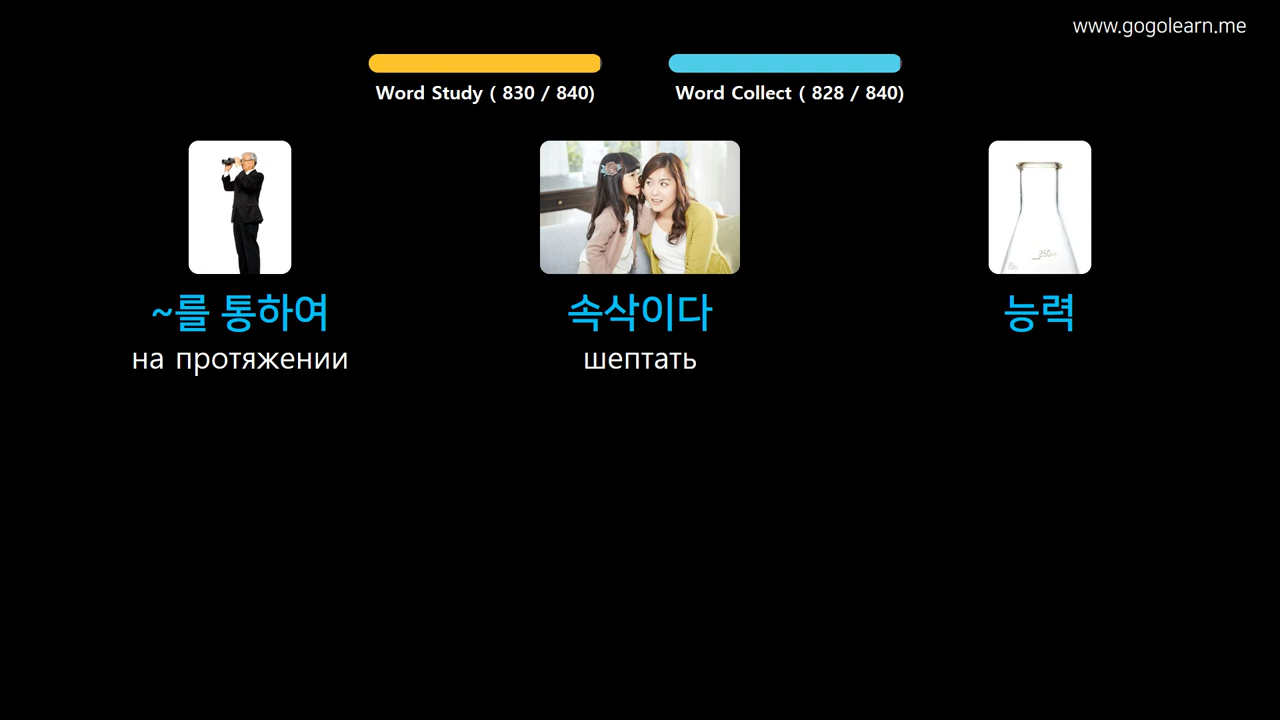 www.gogolearn.me
Word Study ( 830 / 840)
Word Collect ( 828 / 840)
~를 통하여
на протяжении
속삭이다
шептать
250
능력